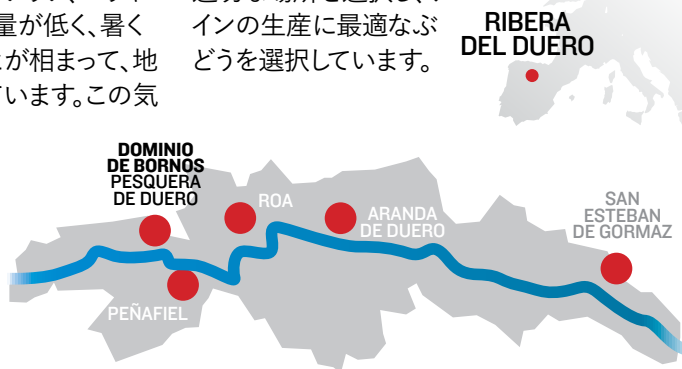 量が低く、暑く
が相まって、地
ています。この気
インの生産に最適なぶ
どうを選択しています。
RIBERA
DEL DUERO
DOMINIO
DE BORNOS
PESQUERA
DE DUERO
ROA
ARANDA
DE DUERO
SAN
ESTEBAN
DE GORMAZ
PEÑAFIEL